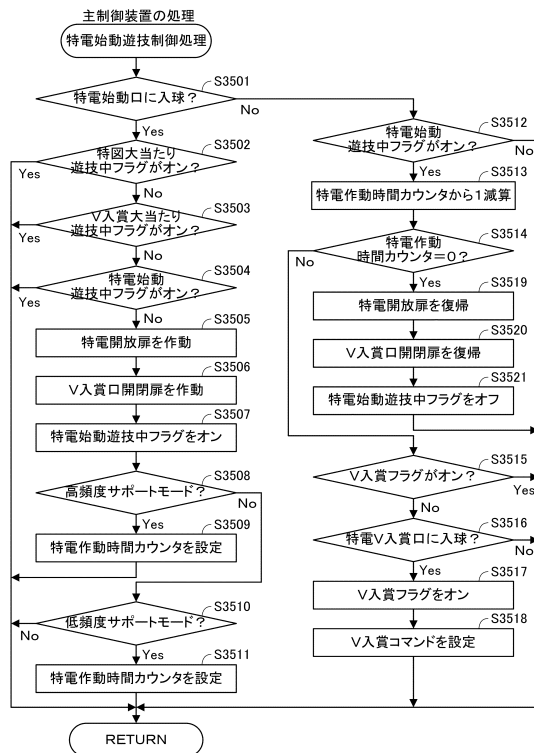 主制御装置の処理
特電始動遊技制御処理
S3501
特電始動口に入球？
No
Yes
S3502
特図大当たり
遊技中フラグがオン？
Yes
No
S3503
Ｖ入賞大当たり
遊技中フラグがオン？
Yes
No
S3504
特電始動
遊技中フラグがオン？
Yes
No
S3505
特電開放扉を作動
S3506
Ｖ入賞口開閉扉を作動
S3507
特電始動遊技中フラグをオン
S3508
高頻度サポートモード？
No
Yes
S3509
特電作動時間カウンタを設定
S3510
低頻度サポートモード？
No
Yes
S3511
特電作動時間カウンタを設定
RETURN
S3512
特電始動
遊技中フラグがオン？
No
Yes
S3513
特電作動時間カウンタから１減算
S3514
特電作動
時間カウンタ＝０？
No
Yes
S3519
特電開放扉を復帰
S3520
Ｖ入賞口開閉扉を復帰
S3521
特電始動遊技中フラグをオフ
S3515
Ｖ入賞フラグがオン？
Yes
No
S3516
特電Ｖ入賞口に入球？
No
Yes
S3517
Ｖ入賞フラグをオン
S3518
Ｖ入賞コマンドを設定